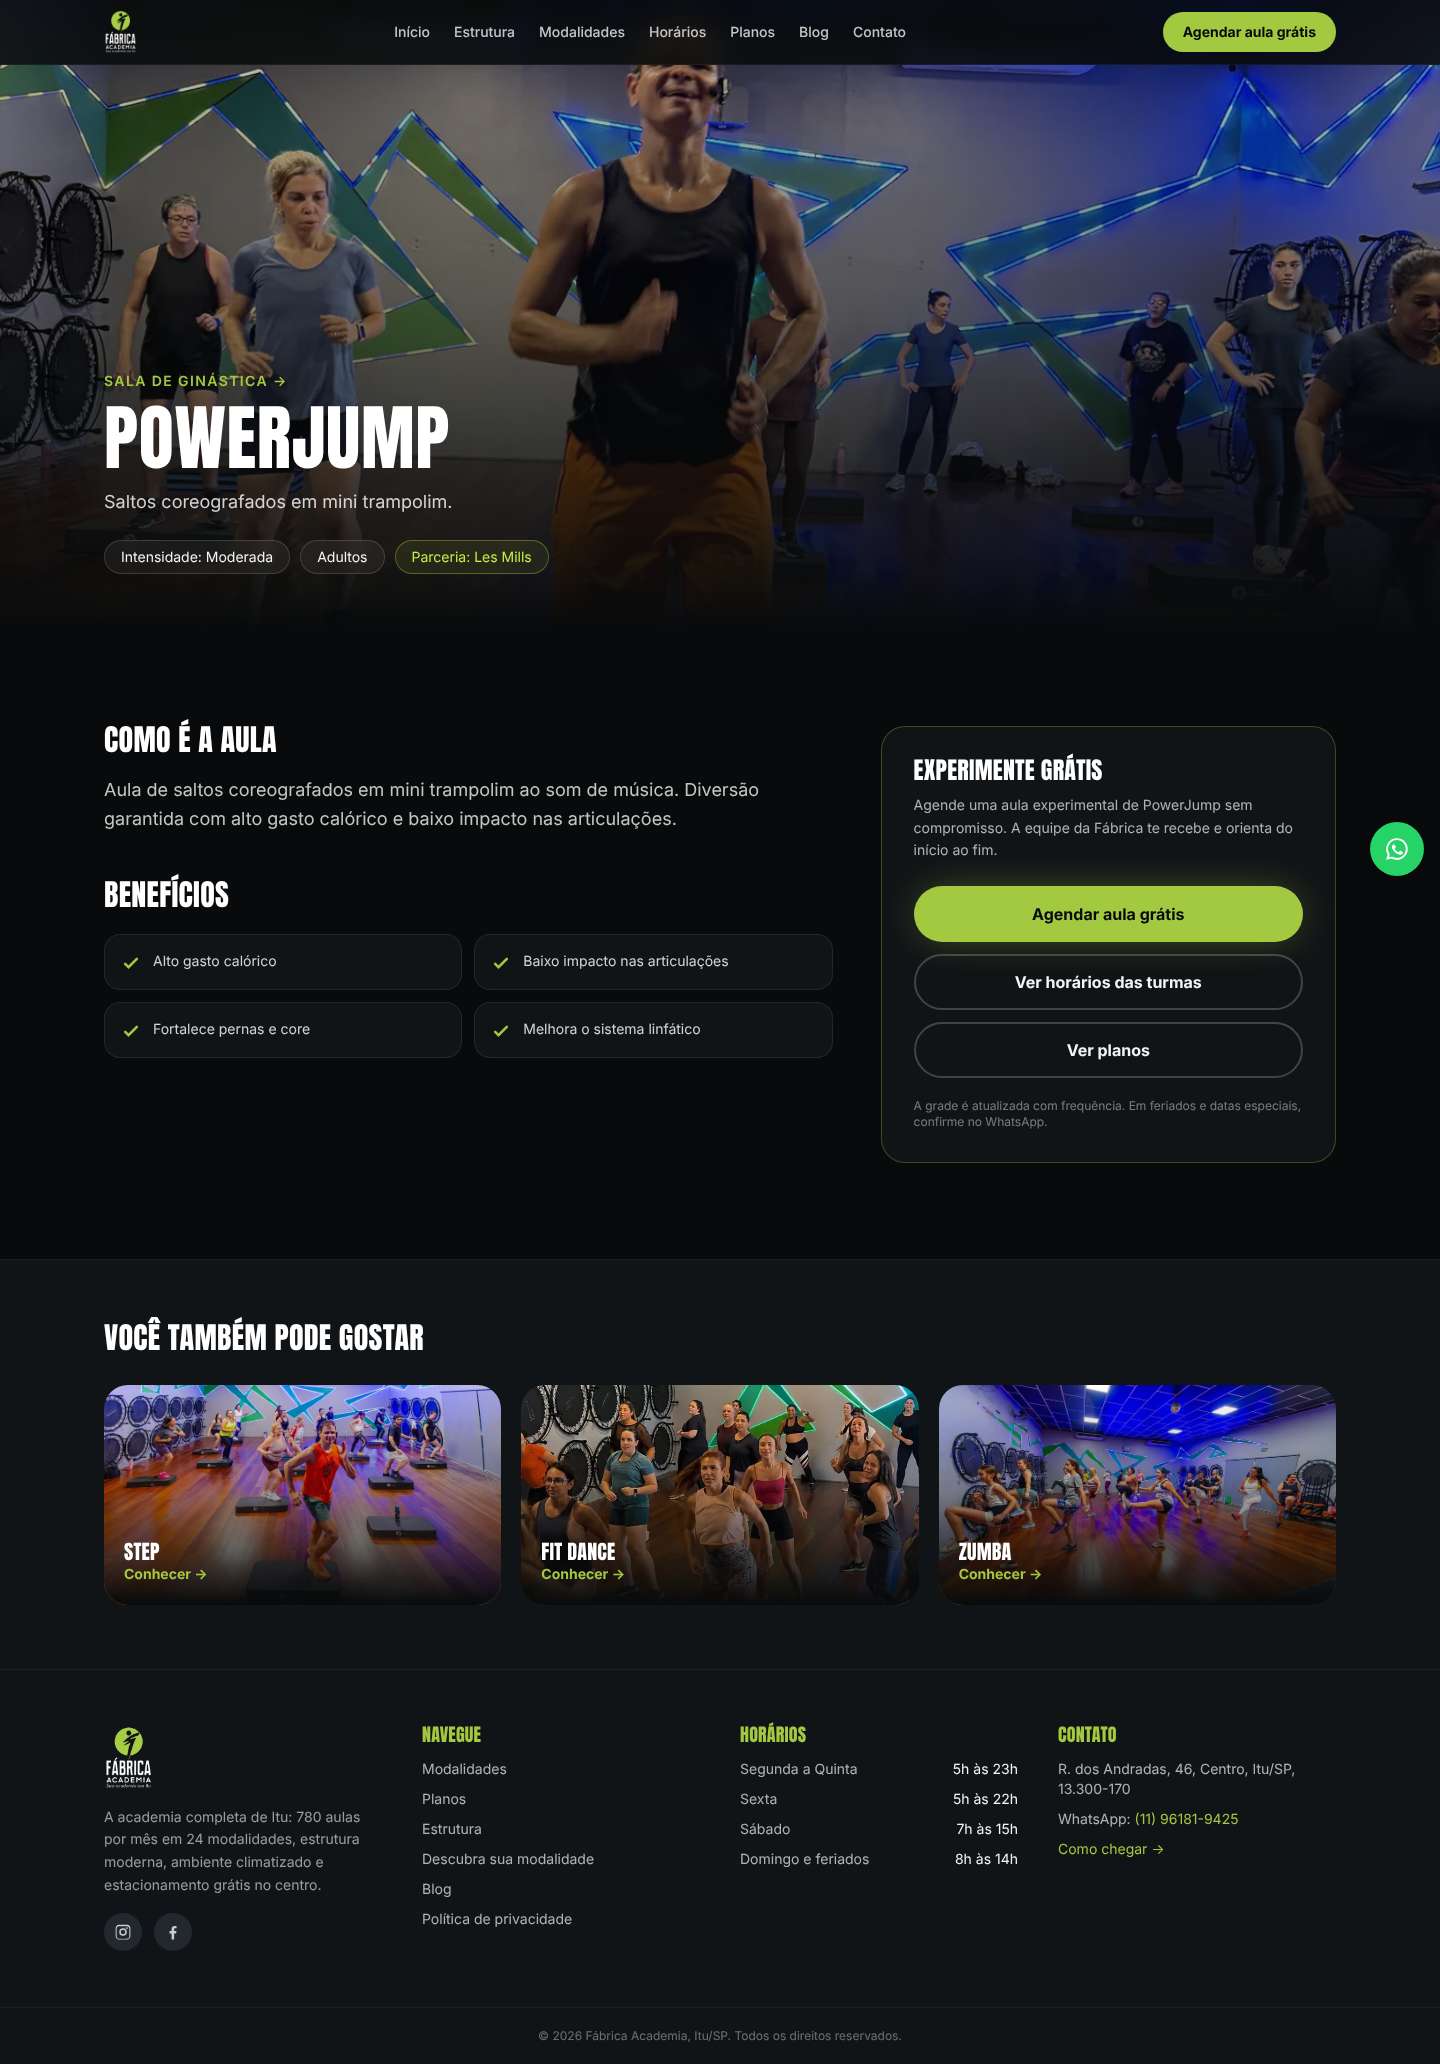 FÁBRICA
ACADEMIA
Início
Estrutura
Modalidades
Horários
Planos
Blog
Contato
Agendar aula grátis
SALA DE GINÁSTICA →
POWERJUMP
Saltos coreografados em mini trampolim.
Intensidade: Moderada
Adultos
Parceria: Les Mills
COMO É A AULA
Aula de saltos coreografados em mini trampolim ao som de música. Diversão
garantida com alto gasto calórico e baixo impacto nas articulações.
BENEFÍCIOS
Alto gasto calórico
Baixo impacto nas articulações
Fortalece pernas e core
Melhora o sistema linfático
EXPERIMENTE GRÁTIS
Agende uma aula experimental de PowerJump sem
compromisso. A equipe da Fábrica te recebe e orienta do
início ao fim.
Agendar aula grátis
Ver horários das turmas
Ver planos
A grade é atualizada com frequência. Em feriados e datas especiais,
confirme no WhatsApp.
VOCÊ TAMBÉM PODE GOSTAR
STEP
Conhecer →
FIT DANCE
Conhecer →
ZUMBA
Conhecer →
FÁBRICA
ACADEMIA
A academia completa de Itu: 780 aulas
por mês em 24 modalidades, estrutura
moderna, ambiente climatizado e
estacionamento grátis no centro.
NAVEGUE
Modalidades
Planos
Estrutura
Descubra sua modalidade
Blog
Política de privacidade
HORÁRIOS
Segunda a Quinta 5h às 23h
Sexta 5h às 22h
Sábado 7h às 15h
Domingo e feriados 8h às 14h
CONTATO
R. dos Andradas, 46, Centro, Itu/SP,
13.300-170
WhatsApp: (11) 96181-9425
Como chegar →
© 2026 Fábrica Academia, Itu/SP. Todos os direitos reservados.